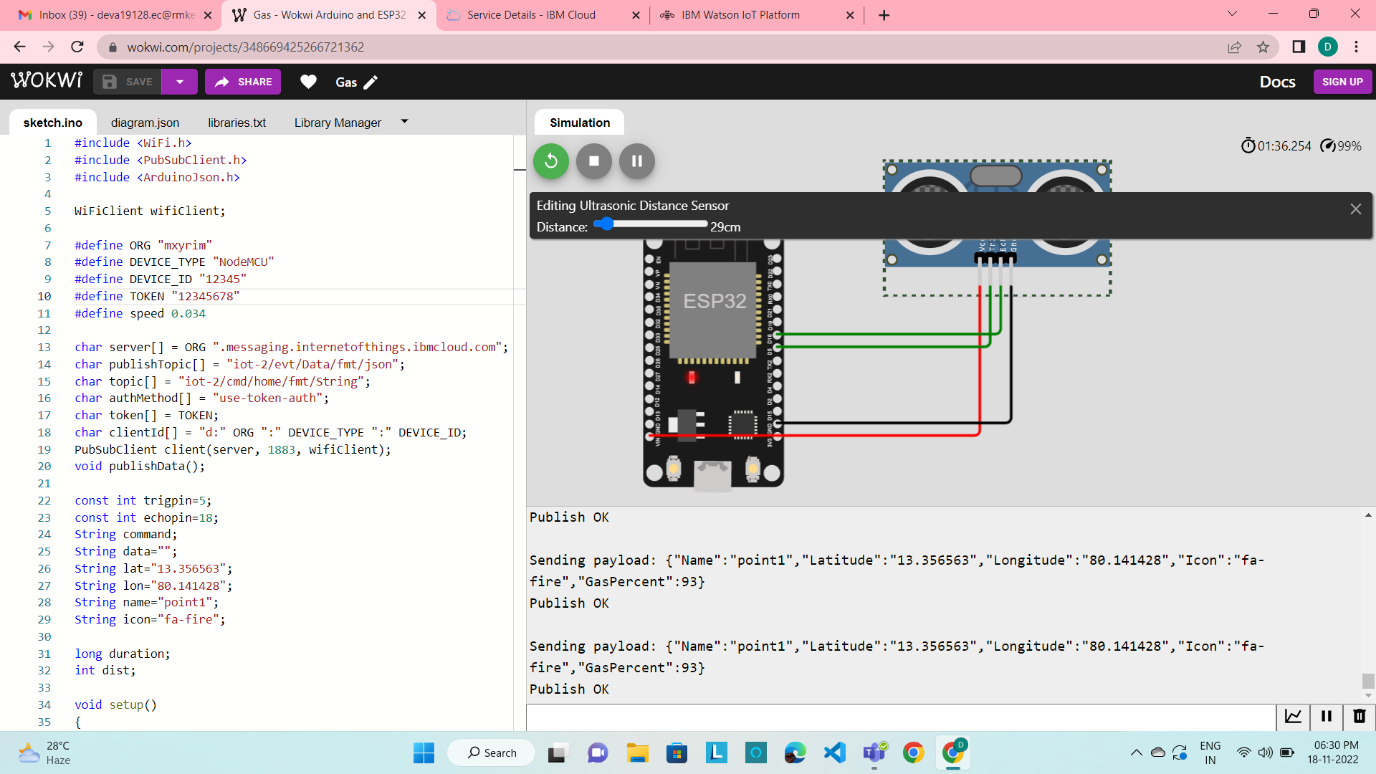 Inbox (39) - deva19128.ec@rmke
Gas - Wokwi Arduino and ESP32
Service Details - IBM Cloud
IBM Watson IoT Platform
wokwi.com/projects/348669425266721362
D
WOKWI
SAVE
SHARE
Gas
Docs
SIGN UP
sketch.ino
diagram.json
libraries.txt
Library Manager
1 #include <WiFi.h>
2 #include <PubSubClient.h>
3 #include <ArduinoJson.h>
4
5 WiFiClient wifiClient;
6
7 #define ORG "mxyrim"
8 #define DEVICE_TYPE "NodeMCU"
9 #define DEVICE_ID "12345"
10 #define TOKEN "12345678"
11 #define speed 0.034
12
13 char server[] = ORG ".messaging.internetofthings.ibmcloud.com";
14 char publishTopic[] = "iot-2/evt/Data/fmt/json";
15 char topic[] = "iot-2/cmd/home/fmt/String";
16 char authMethod[] = "use-token-auth";
17 char token[] = TOKEN;
18 char clientId[] = "d:" ORG ":" DEVICE_TYPE ":" DEVICE_ID;
19 PubSubClient client(server, 1883, wifiClient);
20 void publishData();
21
22 const int trigpin=5;
23 const int echopin=18;
24 String command;
25 String data="";
26 String lat="13.356563";
27 String lon="80.141428";
28 String name="point1";
29 String icon="fa-fire";
30
31 long duration;
32 int dist;
33
34 void setup()
35 {
Simulation
01:36.254
99%
Editing Ultrasonic Distance Sensor
Distance:
29cm
ESP32
Publish OK
Sending payload: {"Name":"point1","Latitude":"13.356563","Longitude":"80.141428","Icon":"fa-
fire","GasPercent":93}
Publish OK
Sending payload: {"Name":"point1","Latitude":"13.356563","Longitude":"80.141428","Icon":"fa-
fire","GasPercent":93}
Publish OK
28°C
Haze
Search
ENG
IN
06:30 PM
18-11-2022